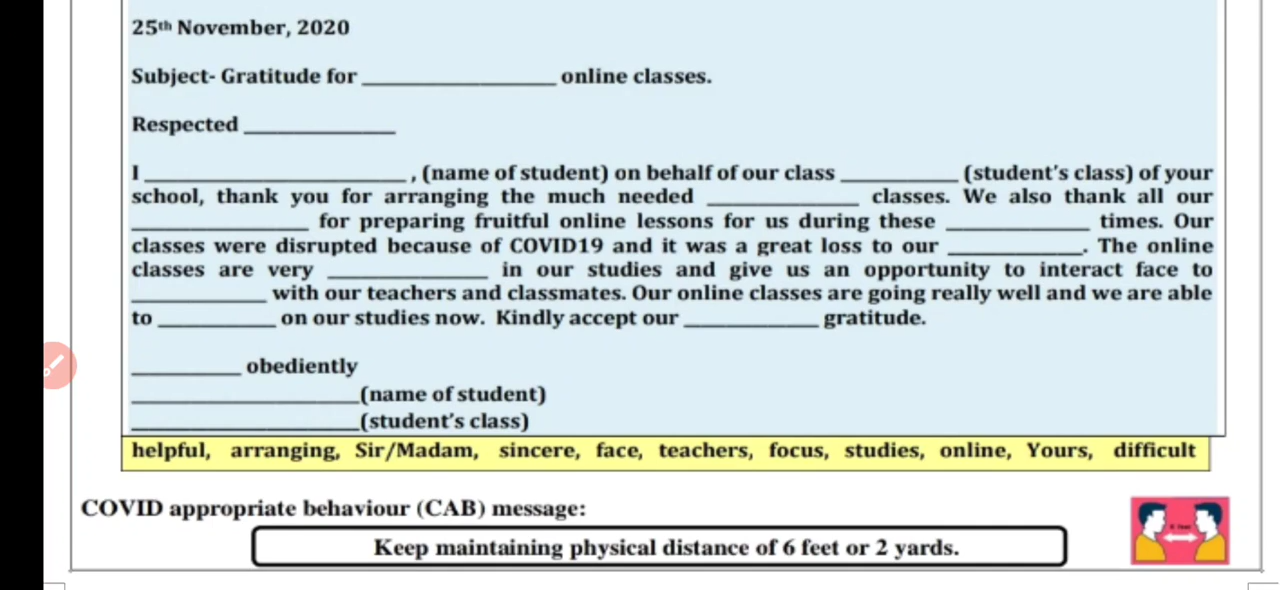 25th November, 2020
Subject- Gratitude for ________________ online classes.
Respected _____________
I ______________________, (name of student) on behalf of our class __________ (student's class) of your
school, thank you for arranging the much needed _____________ classes. We also thank all our
_______________ for preparing fruitful online lessons for us during these ____________ times. Our
classes were disrupted because of COVID19 and it was a great loss to our ___________. The online
classes are very _____________ in our studies and give us an opportunity to interact face to
___________ with our teachers and classmates. Our online classes are going really well and we are able
to __________ on our studies now. Kindly accept our ___________ gratitude.
_________ obediently
___________________(name of student)
___________________(student's class)
helpful, arranging, Sir/Madam, sincere, face, teachers, focus, studies, online, Yours, difficult
COVID appropriate behaviour (CAB) message:
Keep maintaining physical distance of 6 feet or 2 yards.